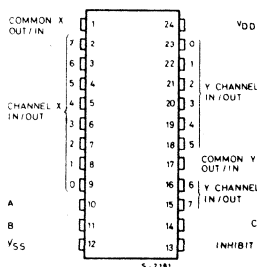 COMMON X OUT/IN 1 24 VDD
7 2 23 0
6 3 22 1
5 4 21 2
CHANNEL X IN/OUT 4 5 20 3 Y CHANNEL IN/OUT
3 6 19 4
2 7 18 5
1 8 17 COMMON Y OUT/IN
0 9 16 6
A 10 15 7 Y CHANNEL IN/OUT
B 11 14 C
VSS 12 13 INHIBIT
S-2181